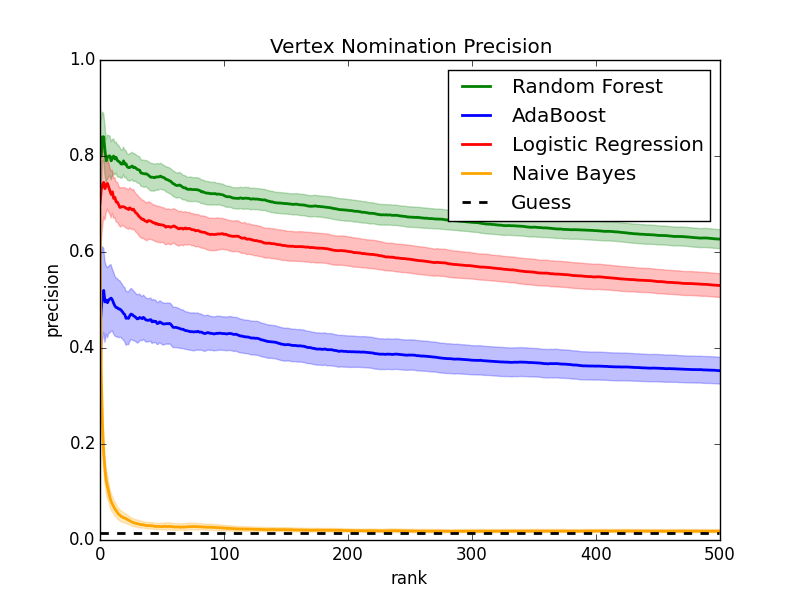 Vertex Nomination Precision
1.0
0.8
0.6
0.4
0.2
0.0
precision
Random Forest
AdaBoost
Logistic Regression
Naive Bayes
Guess
0 100 200 300 400 500
rank